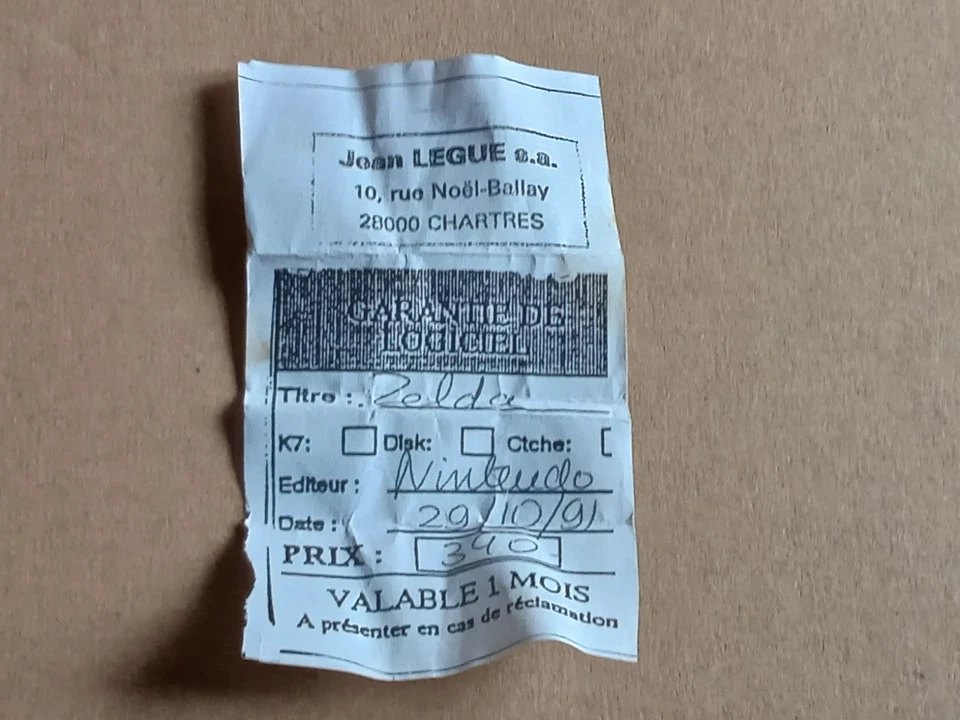 Jean LEGUE s.a.
10, rue Noël-Ballay
28000 CHARTRES
GARANTIE DE
LOGICIEL
Titre : Zelda
K7: Disk: Ctche:
Editeur : Nintendo
Date : 29/10/91
PRIX : 390
VALABLE 1 MOIS
A présenter en cas de réclamation